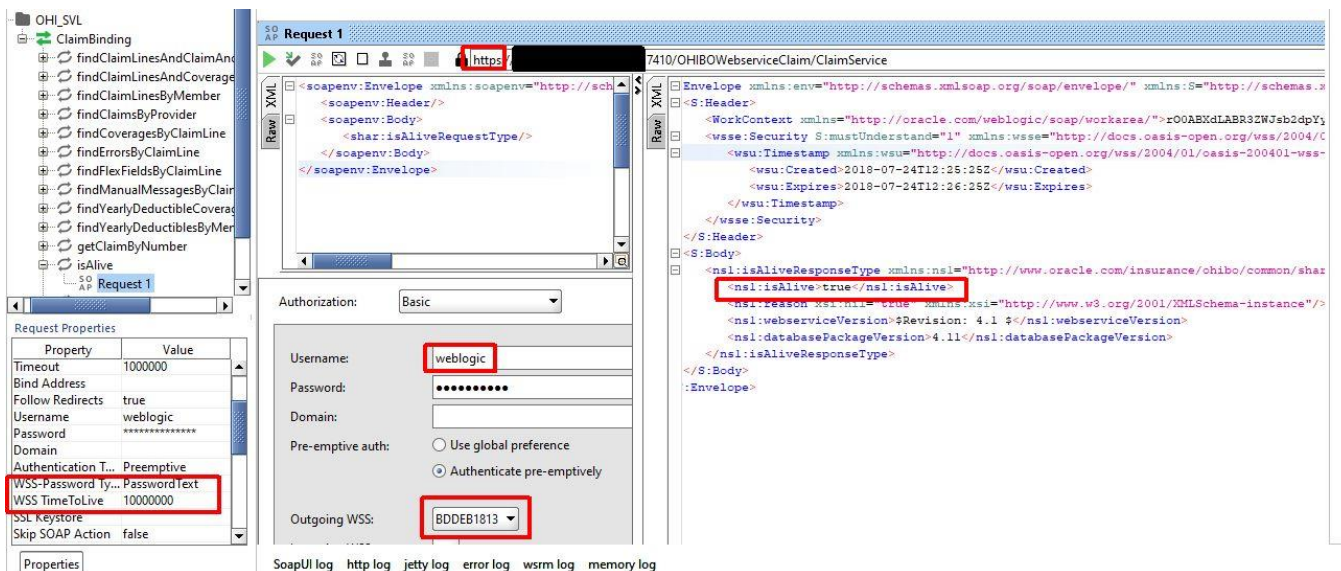 OHI_SVL
ClaimBinding
findClaimLinesAndClaimAnd
findClaimLinesAndCoverage
findClaimLinesByMember
findClaimsByProvider
findCoveragesByClaimLine
findErrorsByClaimLine
findFlexFieldsByClaimLine
findManualMessagesByClair
findYearlyDeductibleCoverag
findYearlyDeductiblesByMer
getClaimByNumber
isAlive
SOAP Request 1
Request Properties
Property Value
Timeout 1000000
Bind Address
Follow Redirects true
Username weblogic
Password **************
Domain
Authentication T... Preemptive
WSS-Password Ty... PasswordText
WSS TimeToLive 10000000
SSL Keystore
Skip SOAP Action false
Properties
SOAP Request 1
https:/ 7410/OHIBOWebserviceClaim/ClaimService
XML
Raw
<soapenv:Envelope xmlns:soapenv="http://sch
<soapenv:Header/>
<soapenv:Body>
<shar:isAliveRequestType/>
</soapenv:Body>
</soapenv:Envelope>
Authorization: Basic
Username: weblogic
Password: ●●●●●●●●●●
Domain:
Pre-emptive auth: Use global preference
Authenticate pre-emptively
Outgoing WSS: BDDEB1813
XML
Raw
Envelope xmlns:env="http://schemas.xmlsoap.org/soap/envelope/" xmlns:S="http://schemas.x
<S:Header>
<WorkContext xmlns="http://oracle.com/weblogic/soap/workarea/">rO0ABXdLABR3ZWJsb2dpYy
<wsse:Security S:mustUnderstand="1" xmlns:wsse="http://docs.oasis-open.org/wss/2004/0
<wsu:Timestamp xmlns:wsu="http://docs.oasis-open.org/wss/2004/01/oasis-200401-wss-
<wsu:Created>2018-07-24T12:25:25Z</wsu:Created>
<wsu:Expires>2018-07-24T12:26:25Z</wsu:Expires>
</wsu:Timestamp>
</wsse:Security>
</S:Header>
<S:Body>
<ns1:isAliveResponseType xmlns:ns1="http://www.oracle.com/insurance/ohibo/common/shar
<ns1:isAlive>true</ns1:isAlive>
<ns1:reason xsi:nil="true" xmlns:xsi="http://www.w3.org/2001/XMLSchema-instance"/>
<ns1:webserviceVersion>$Revision: 4.1 $</ns1:webserviceVersion>
<ns1:databasePackageVersion>4.11</ns1:databasePackageVersion>
</ns1:isAliveResponseType>
</S:Body>
:Envelope>
SoapUI log http log jetty log error log wsrm log memory log